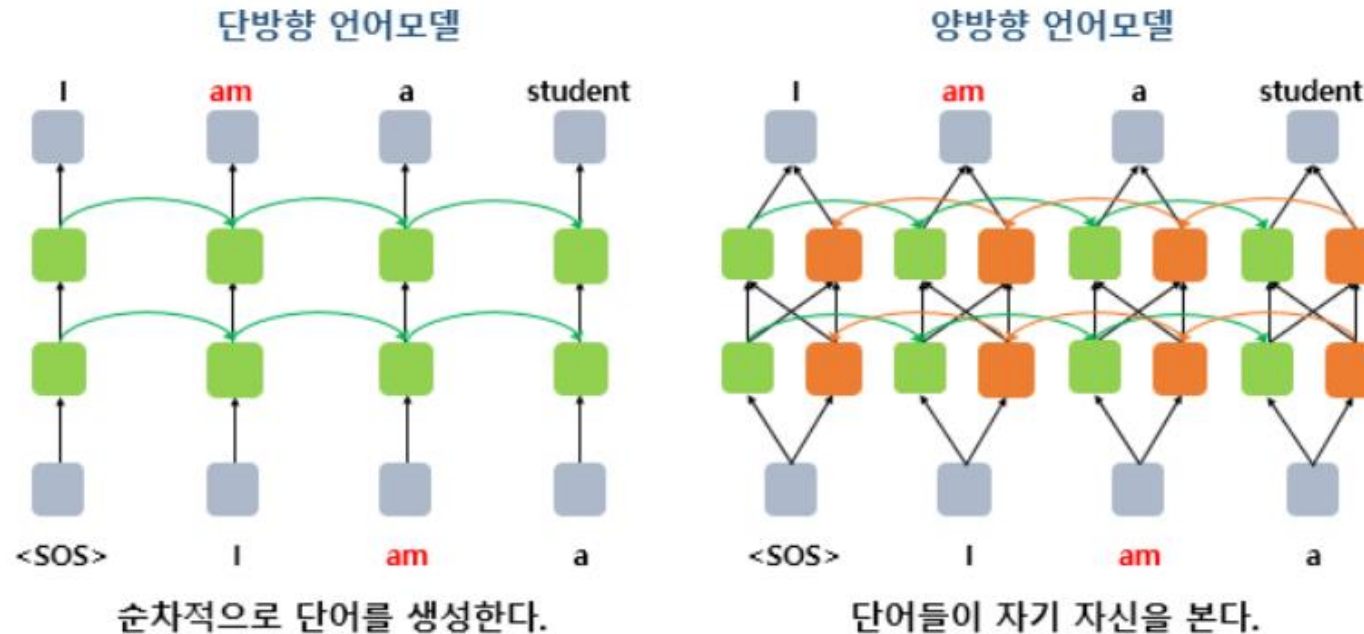 단방향 언어모델
I am a student
<SOS> I am a
순차적으로 단어를 생성한다.
양방향 언어모델
I am a student
<SOS> I am a
단어들이 자기 자신을 본다.